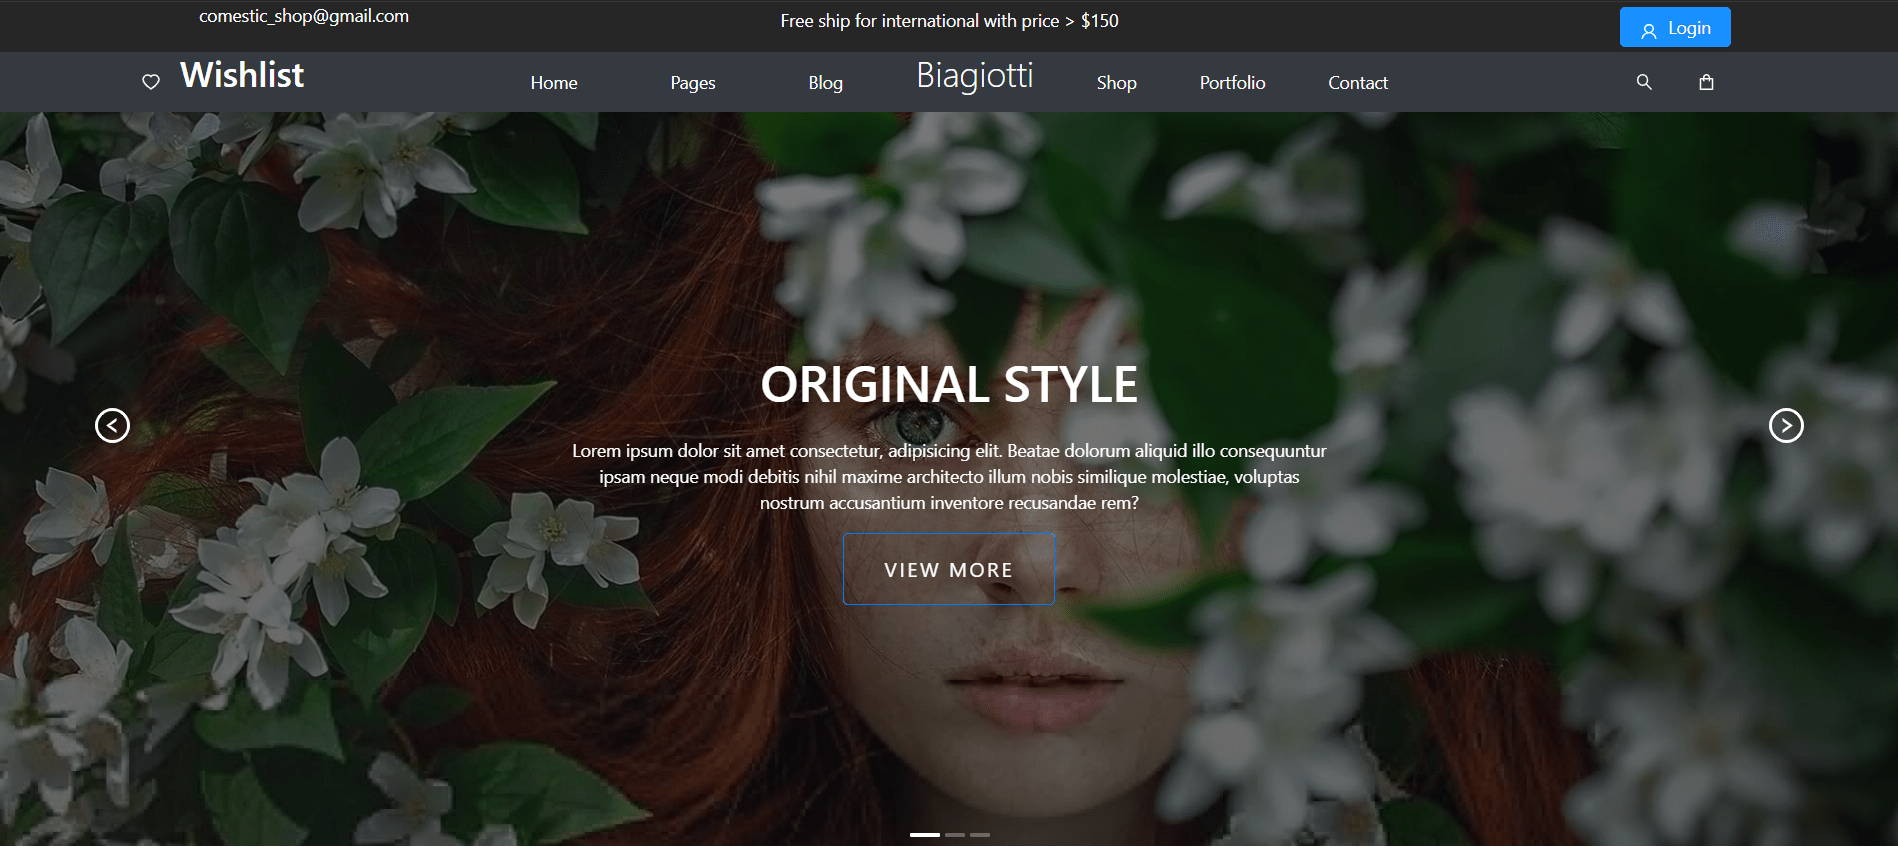 comestic_shop@gmail.com
Free ship for international with price > $150
Login
Wishlist
Home
Pages
Blog
Biagiotti
Shop
Portfolio
Contact
ORIGINAL STYLE
Lorem ipsum dolor sit amet consectetur, adipisicing elit. Beatae dolorum aliquid illo consequuntur
ipsam neque modi debitis nihil maxime architecto illum nobis similique molestiae, voluptas
nostrum accusantium inventore recusandae rem?
VIEW MORE